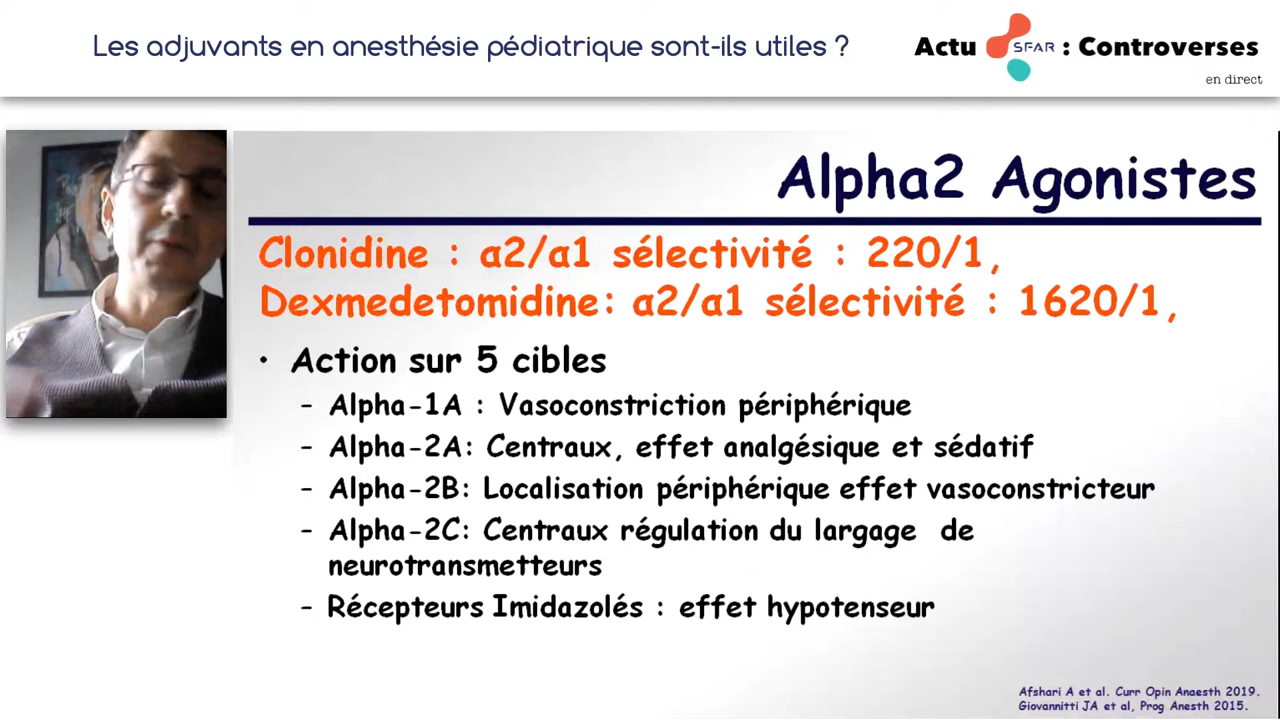 Les adjuvants en anesthésie pédiatrique sont-ils utiles ?
Actu SFAR : Controverses
en direct
Alpha2 Agonistes
Clonidine : α2/α1 sélectivité : 220/1,
Dexmedetomidine: α2/α1 sélectivité : 1620/1,
• Action sur 5 cibles
– Alpha-1A : Vasoconstriction périphérique
– Alpha-2A: Centraux, effet analgésique et sédatif
– Alpha-2B: Localisation périphérique effet vasoconstricteur
– Alpha-2C: Centraux régulation du largage de
neurotransmetteurs
– Récepteurs Imidazolés : effet hypotenseur
Afshari A et al. Curr Opin Anaesth 2019.
Giovannitti JA et al, Prog Anesth 2015.